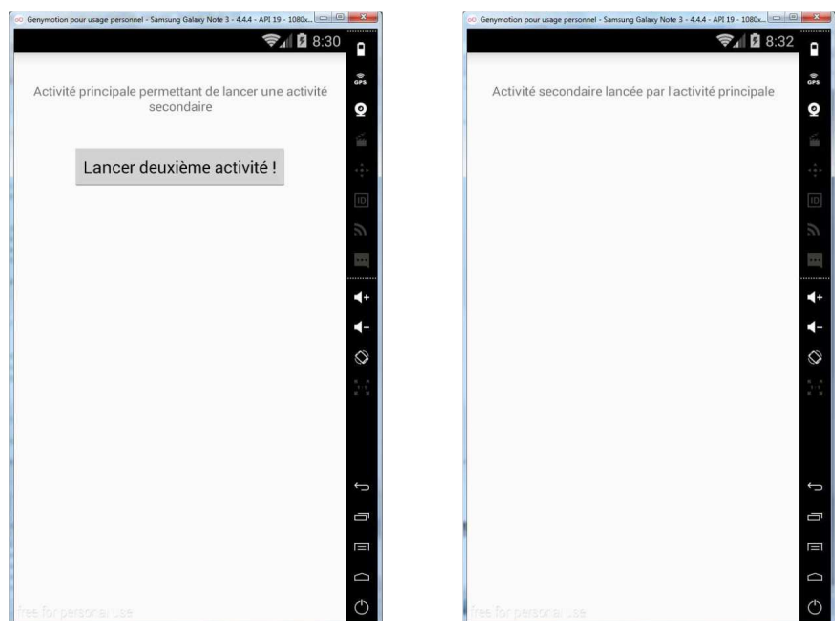 Genymotion pour usage personnel - Samsung Galaxy Note 3 - 4.4.4 - API 19 - 1080x...
8:30
GPS
Activité principale permettant de lancer une activité
secondaire
Lancer deuxième activité !
ID
free for personal use
Genymotion pour usage personnel - Samsung Galaxy Note 3 - 4.4.4 - API 19 - 1080x...
8:32
GPS
Activité secondaire lancée par l'activité principale
ID
free for personal use